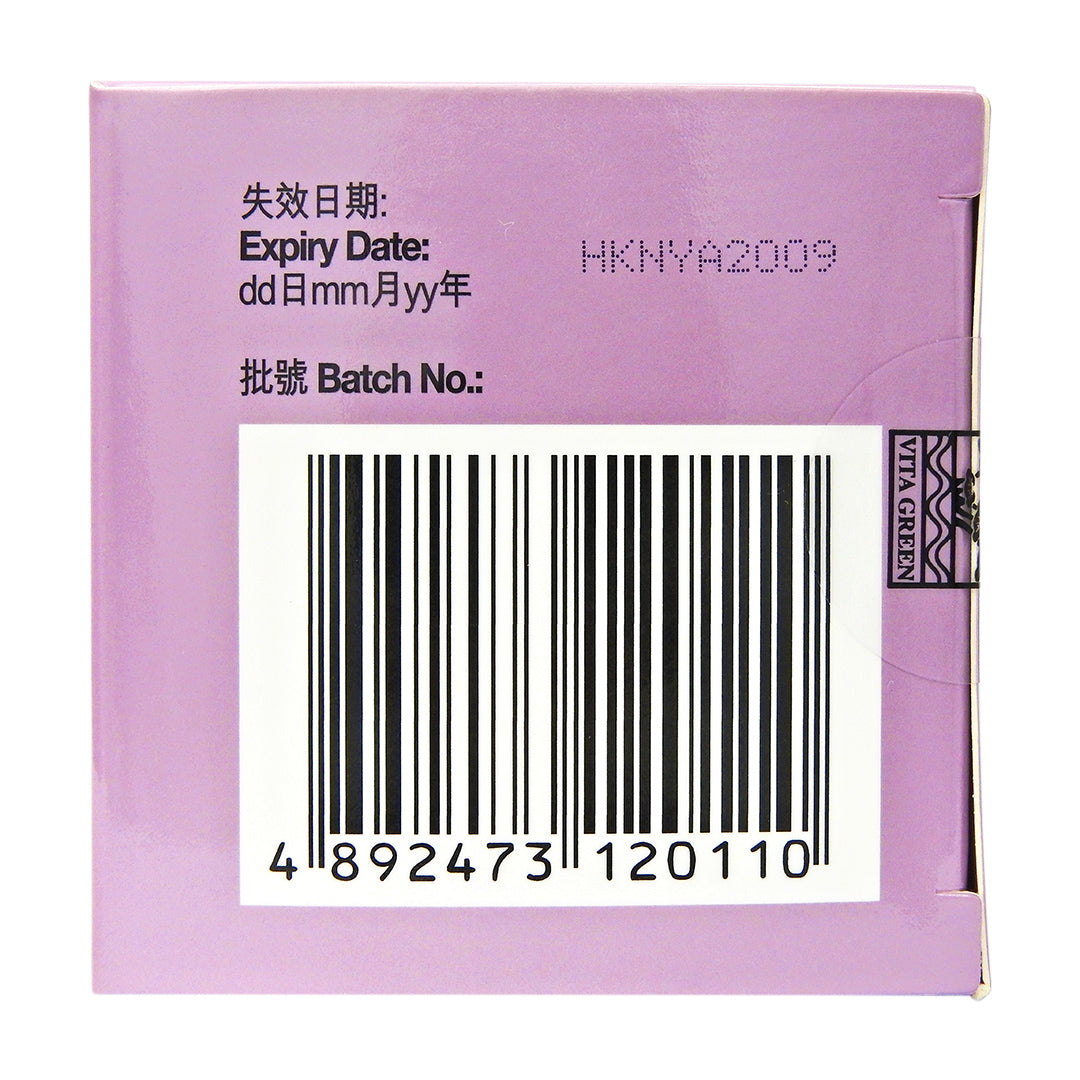 失效日期:
Expiry Date:
dd日mm月yy年
HKNYA2009
批號 Batch No.:
VITA GREEN
4 892473 120110